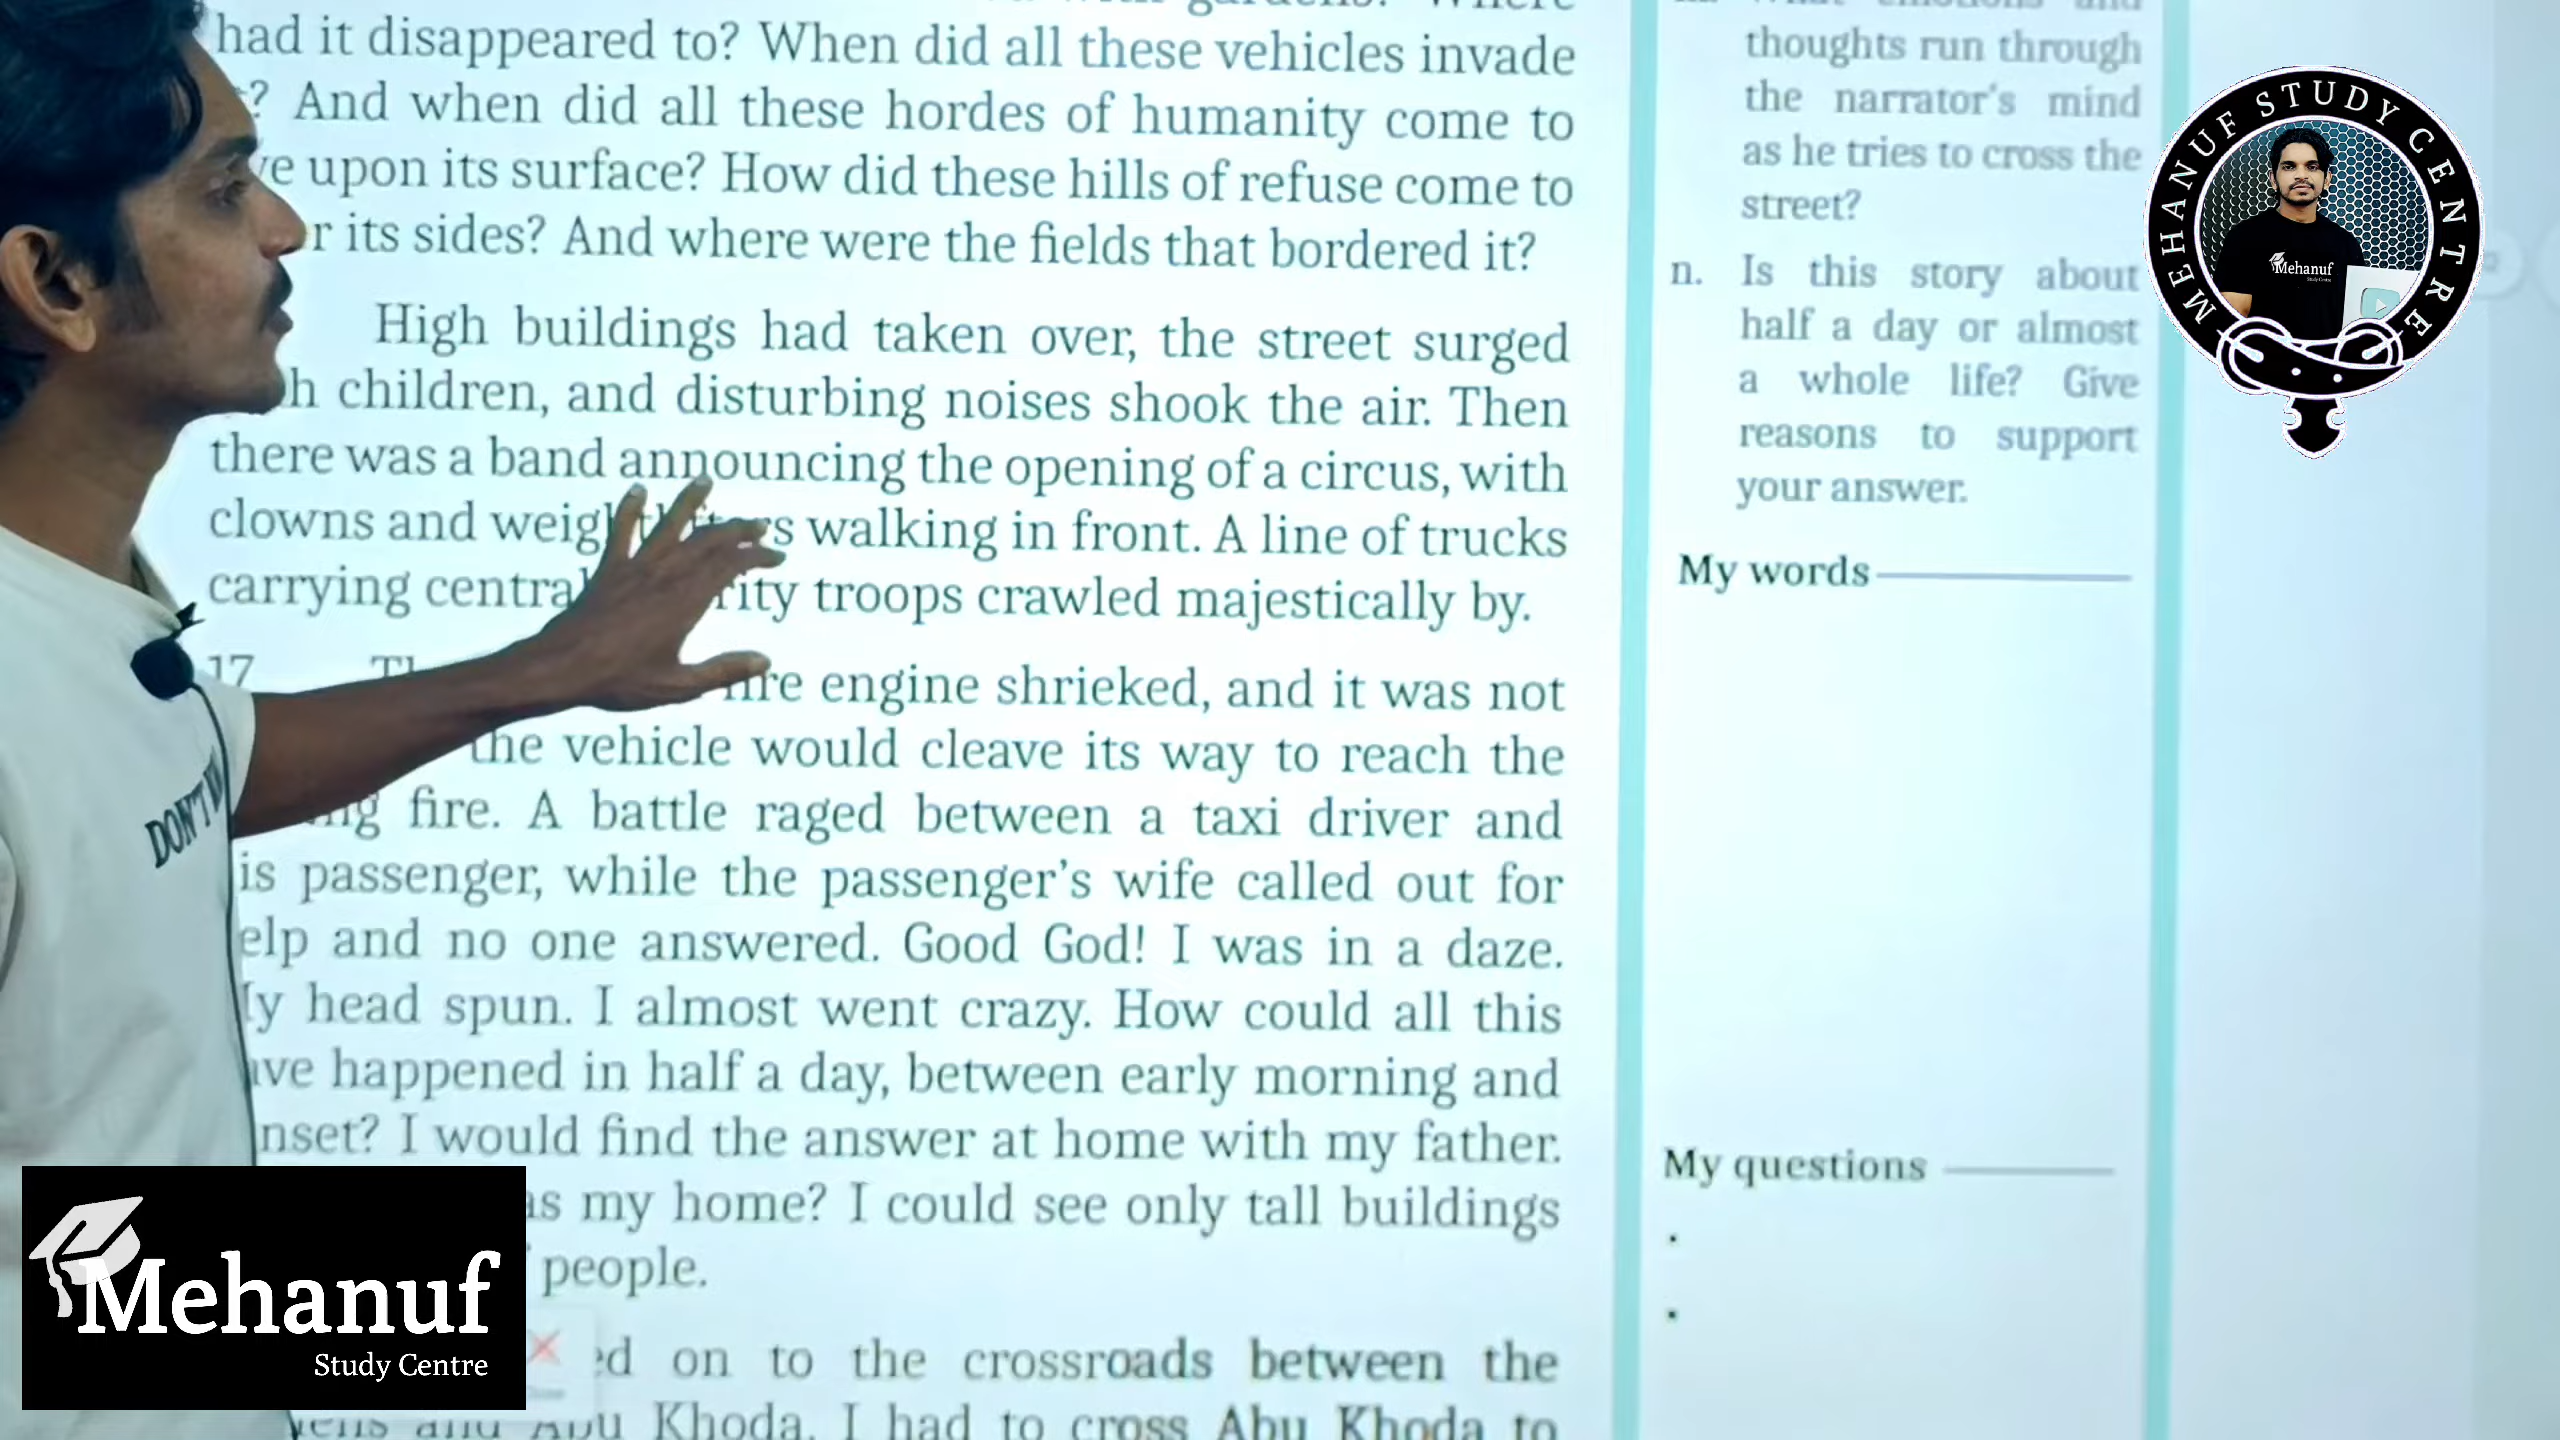 had it disappeared to? When did all these vehicles invade
? And when did all these hordes of humanity come to
upon its surface? How did these hills of refuse come to
its sides? And where were the fields that bordered it?
High buildings had taken over, the street surged
children, and disturbing noises shook the air. Then
there was a band announcing the opening of a circus, with
clowns and walking in front. A line of trucks
carrying central troops crawled majestically by.
17 engine shrieked, and it was not
the vehicle would cleave its way to reach the
fire. A battle raged between a taxi driver and
passenger, while the passenger's wife called out for
and no one answered. Good God! I was in a daze.
head spun. I almost went crazy. How could all this
happened in half a day, between early morning and
? I would find the answer at home with my father.
my home? I could see only tall buildings
people.
on to the crossroads between the
and Abu Khoda. I had to cross Abu Khoda to
thoughts run through
the narrator's mind
as he tries to cross the
street?
n. Is this story about
half a day or almost
a whole life? Give
reasons to support
your answer.
My words
My questions
MEHANUF STUDY CENTRE
Mehanuf
DON'T
Mehanuf
Study Centre